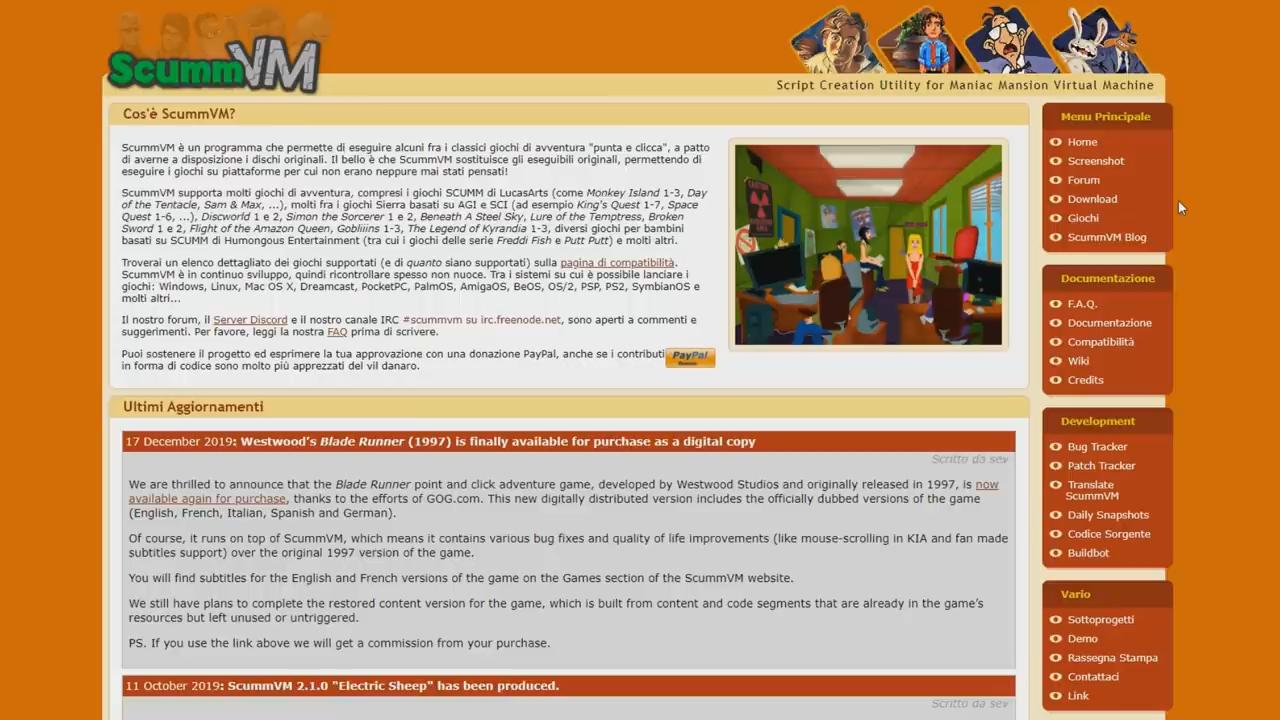 ScummVM
Script Creation Utility for Maniac Mansion Virtual Machine
Cos'è ScummVM?
ScummVM è un programma che permette di eseguire alcuni fra i classici giochi di avventura "punta e clicca", a patto
di averne a disposizione i dischi originali. Il bello è che ScummVM sostituisce gli eseguibili originali, permettendo di
eseguire i giochi su piattaforme per cui non erano neppure mai stati pensati!
ScummVM supporta molti giochi di avventura, compresi i giochi SCUMM di LucasArts (come Monkey Island 1-3, Day
of the Tentacle, Sam & Max, ...), molti fra i giochi Sierra basati su AGI e SCI (ad esempio King's Quest 1-7, Space
Quest 1-6, ...), Discworld 1 e 2, Simon the Sorcerer 1 e 2, Beneath A Steel Sky, Lure of the Temptress, Broken
Sword 1 e 2, Flight of the Amazon Queen, Gobliiins 1-3, The Legend of Kyrandia 1-3, diversi giochi per bambini
basati su SCUMM di Humongous Entertainment (tra cui i giochi delle serie Freddi Fish e Putt Putt) e molti altri.
Troverai un elenco dettagliato dei giochi supportati (e di quanto siano supportati) sulla pagina di compatibilità.
ScummVM è in continuo sviluppo, quindi ricontrollare spesso non nuoce. Tra i sistemi su cui è possibile lanciare i
giochi: Windows, Linux, Mac OS X, Dreamcast, PocketPC, PalmOS, AmigaOS, BeOS, OS/2, PSP, PS2, SymbianOS e
molti altri...
Il nostro forum, il Server Discord e il nostro canale IRC #scummvm su irc.freenode.net, sono aperti a commenti e
suggerimenti. Per favore, leggi la nostra FAQ prima di scrivere.
Puoi sostenere il progetto ed esprimere la tua approvazione con una donazione PayPal, anche se i contributi
in forma di codice sono molto più apprezzati del vil danaro.
PayPal
Ultimi Aggiornamenti
17 December 2019: Westwood's Blade Runner (1997) is finally available for purchase as a digital copy
Scritto da sev
We are thrilled to announce that the Blade Runner point and click adventure game, developed by Westwood Studios and originally released in 1997, is now
available again for purchase, thanks to the efforts of GOG.com. This new digitally distributed version includes the officially dubbed versions of the game
(English, French, Italian, Spanish and German).
Of course, it runs on top of ScummVM, which means it contains various bug fixes and quality of life improvements (like mouse-scrolling in KIA and fan made
subtitles support) over the original 1997 version of the game.
You will find subtitles for the English and French versions of the game on the Games section of the ScummVM website.
We still have plans to complete the restored content version for the game, which is built from content and code segments that are already in the game's
resources but left unused or untriggered.
PS. If you use the link above we will get a commission from your purchase.
11 October 2019: ScummVM 2.1.0 "Electric Sheep" has been produced.
Scritto da sev
Menu Principale
Home
Screenshot
Forum
Download
Giochi
ScummVM Blog
Documentazione
F.A.Q.
Documentazione
Compatibilità
Wiki
Credits
Development
Bug Tracker
Patch Tracker
Translate
ScummVM
Daily Snapshots
Codice Sorgente
Buildbot
Vario
Sottoprogetti
Demo
Rassegna Stampa
Contattaci
Link